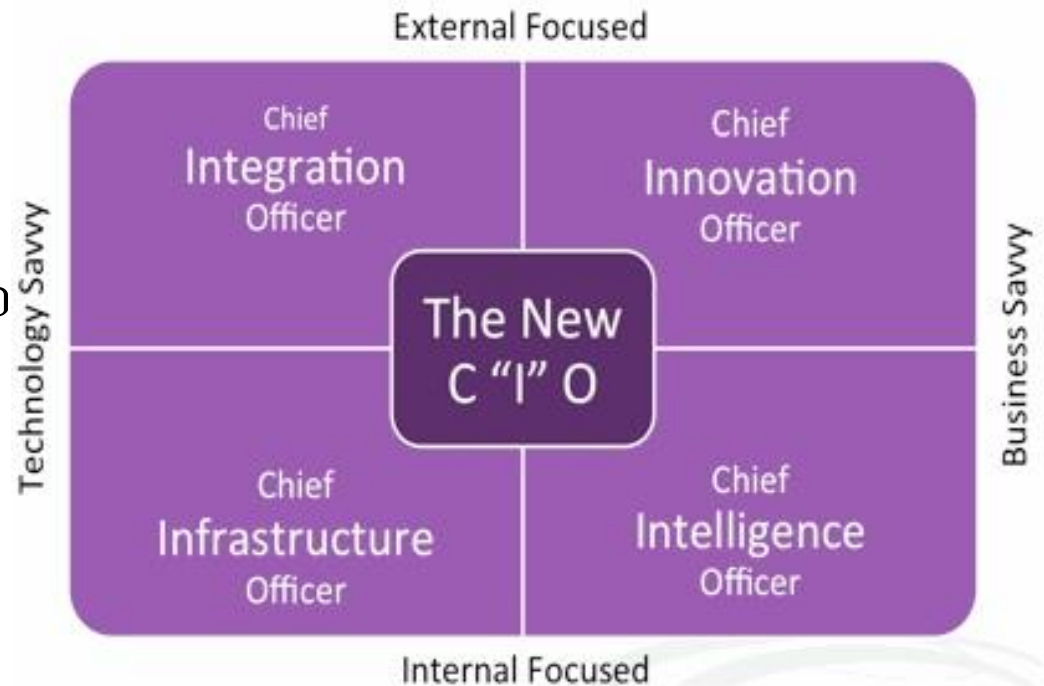 External Focused
Chief
Integration
Officer
Chief
Innovation
Officer
Technology Savvy
The New
C “I” O
Business Savvy
Chief
Infrastructure
Officer
Chief
Intelligence
Officer
Internal Focused